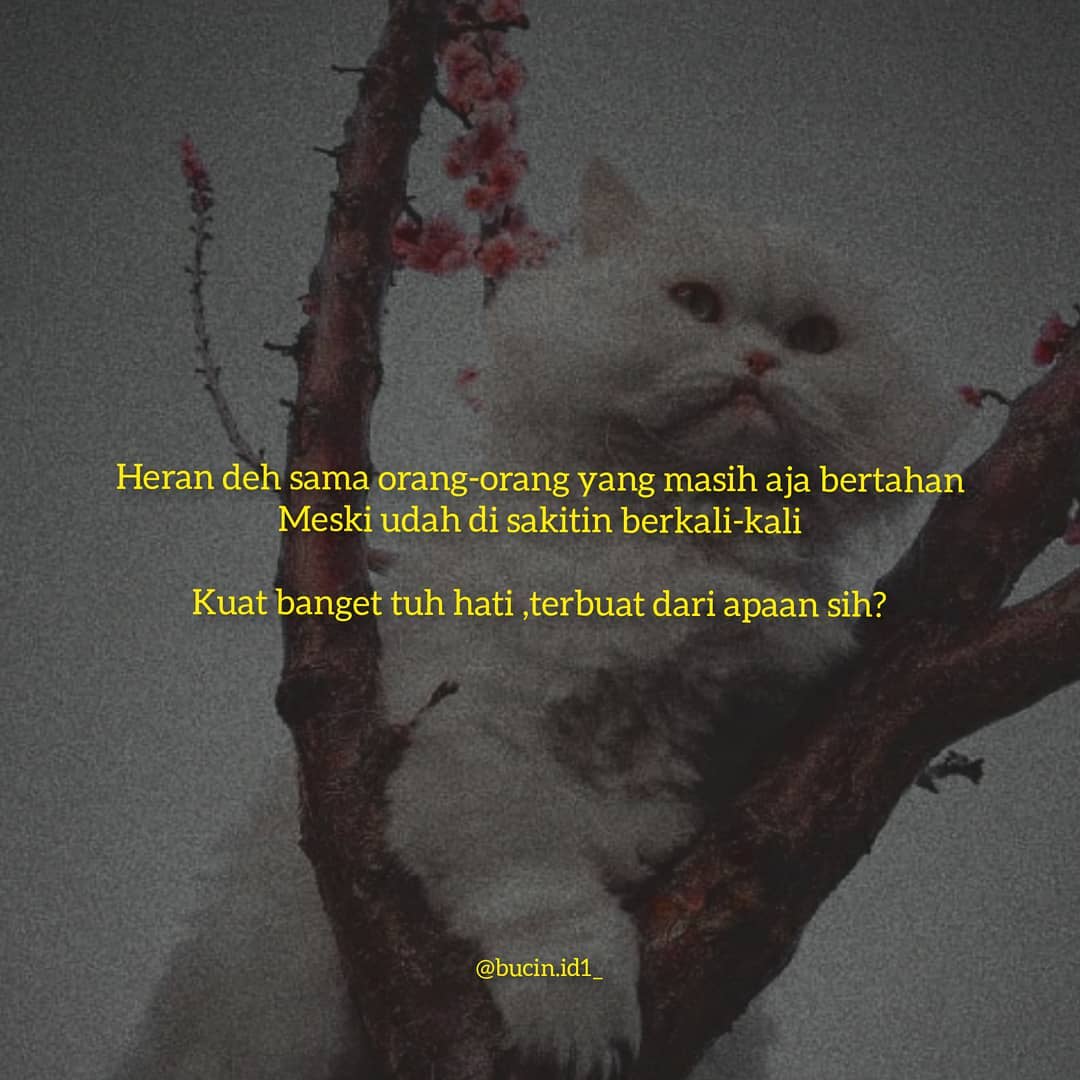 Heran deh sama orang-orang yang masih aja bertahan
Meski udah di sakitin berkali-kali
Kuat banget tuh hati ,terbuat dari apaan sih?
@bucin.id1_